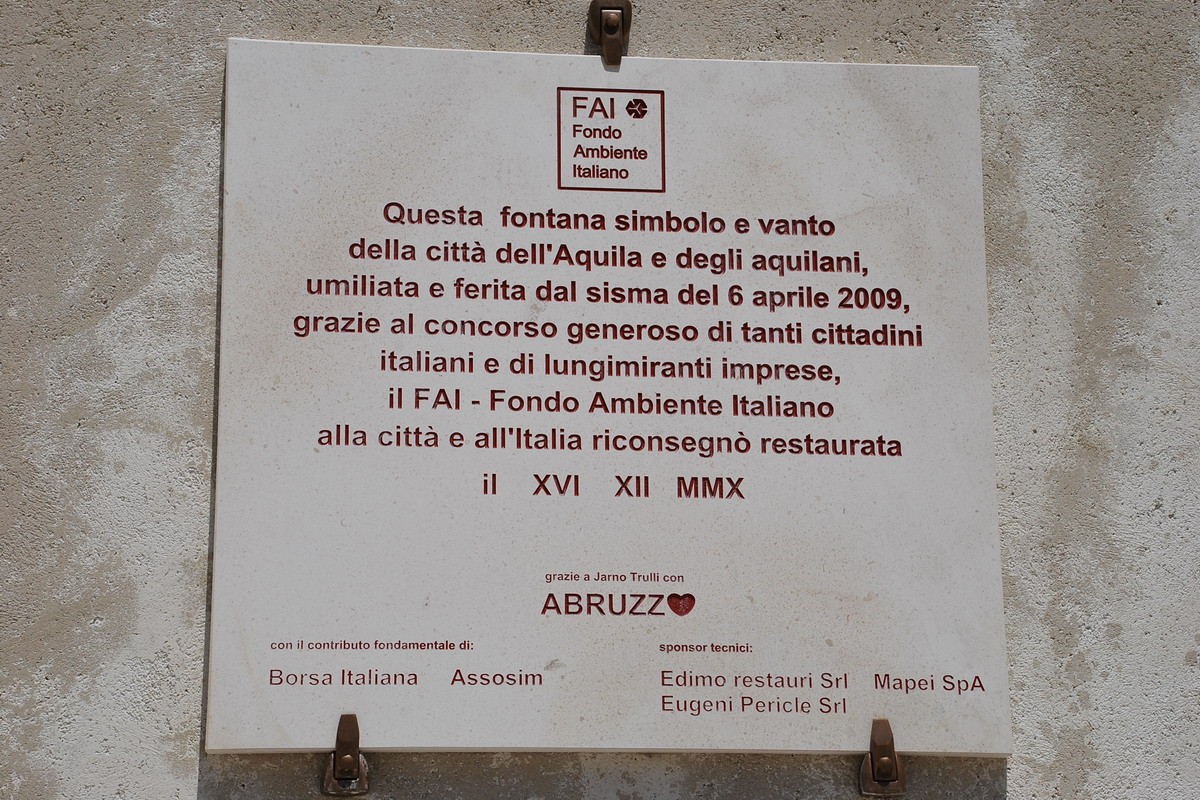 FAI
Fondo
Ambiente
Italiano
Questa fontana simbolo e vanto
della città dell'Aquila e degli aquilani,
umiliata e ferita dal sisma del 6 aprile 2009,
grazie al concorso generoso di tanti cittadini
italiani e di lungimiranti imprese,
il FAI - Fondo Ambiente Italiano
alla città e all'Italia riconsegnò restaurata
il XVI XII MMX
grazie a Jarno Trulli con
ABRUZZ❤
con il contributo fondamentale di:
Borsa Italiana Assosim
sponsor tecnici:
Edimo restauri Srl Mapei SpA
Eugeni Pericle Srl